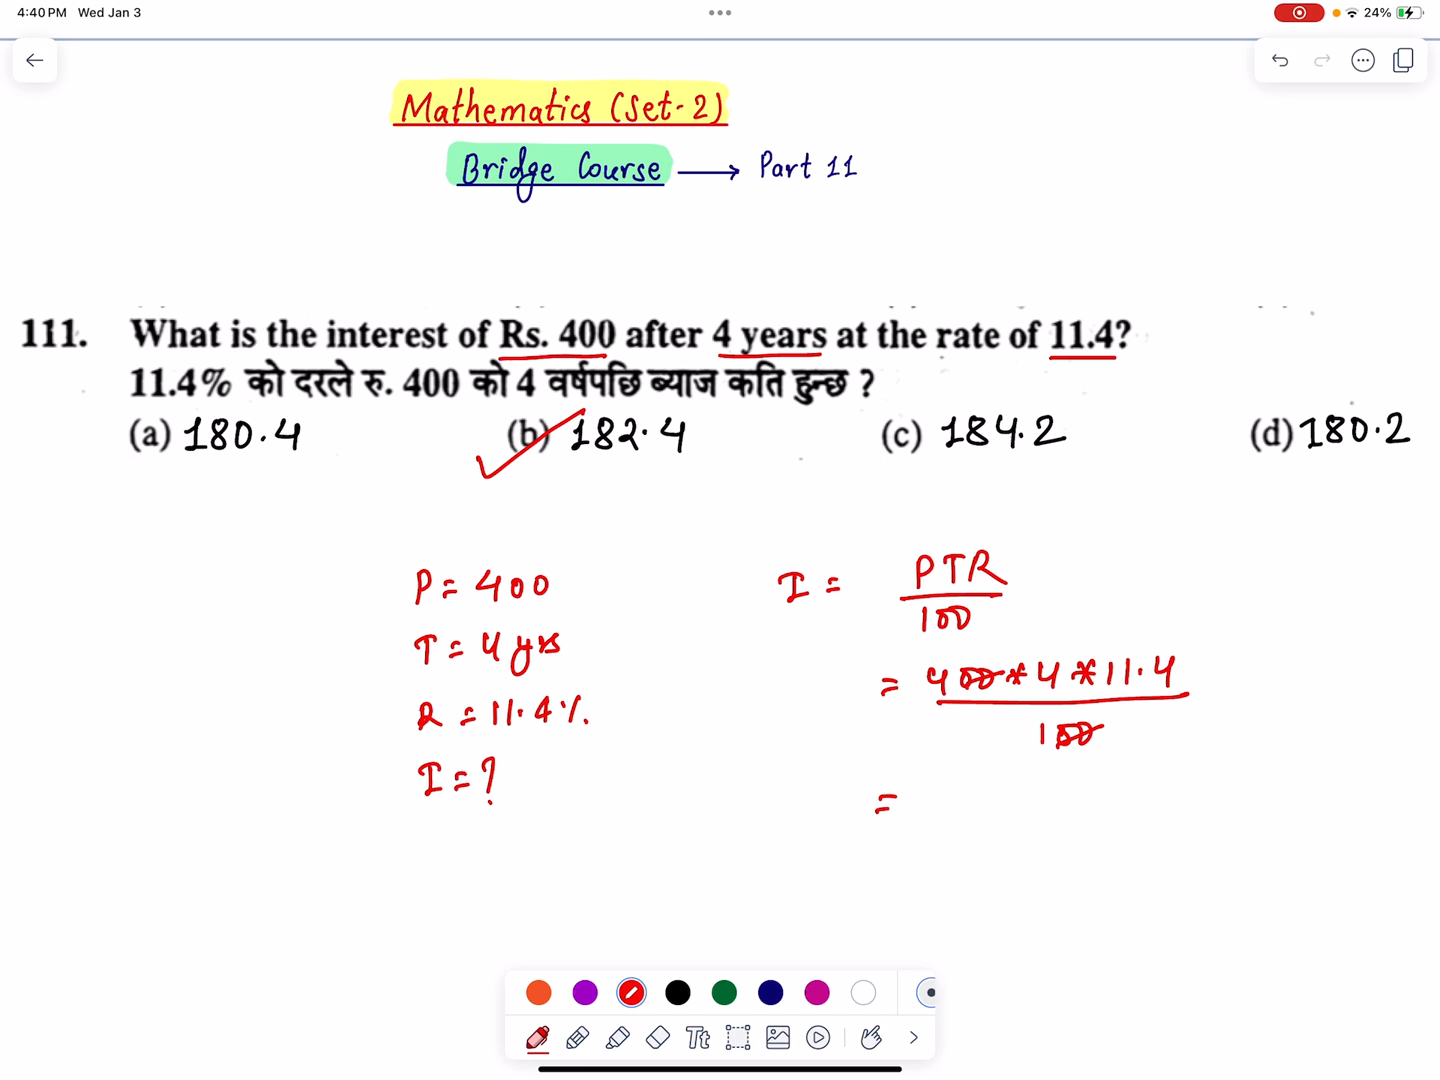 4:40 PM Wed Jan 3
24%
Mathematics (Set-2)
Bridge Course → Part 11
111. What is the interest of Rs. 400 after 4 years at the rate of 11.4?
11.4% को दरले रु. 400 को 4 वर्षपछि ब्याज कति हुन्छ ?
(a) 180.4 (b) 182.4 (c) 184.2 (d) 180.2
P = 400
T = 4 yrs
R = 11.4%
I = ?
I = PTR
100
= 400*4*11.4
100
=
Tt